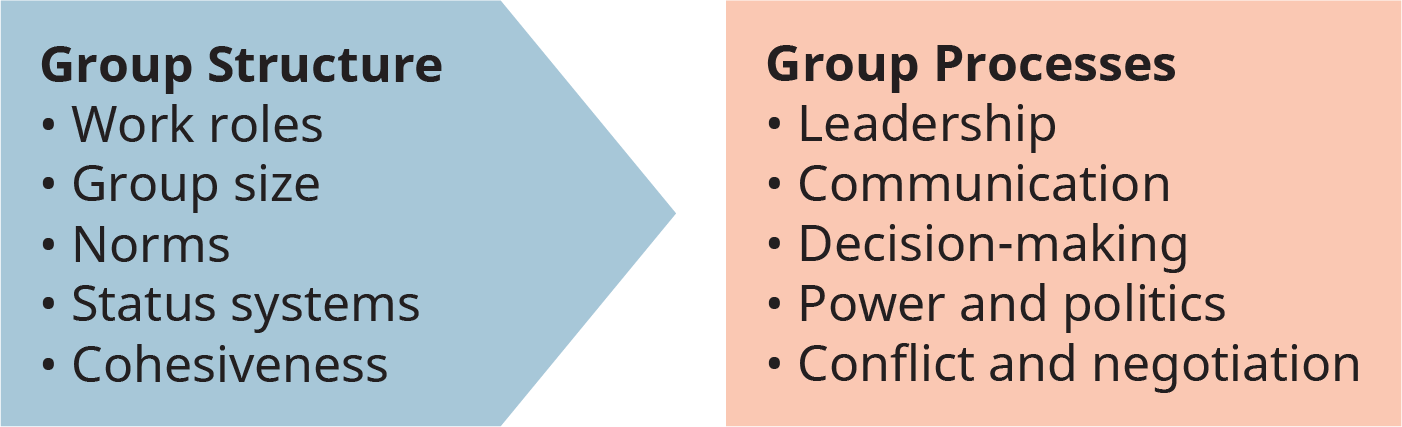 Group Structure
• Work roles
• Group size
• Norms
• Status systems
• Cohesiveness
Group Processes
• Leadership
• Communication
• Decision-making
• Power and politics
• Conflict and negotiation